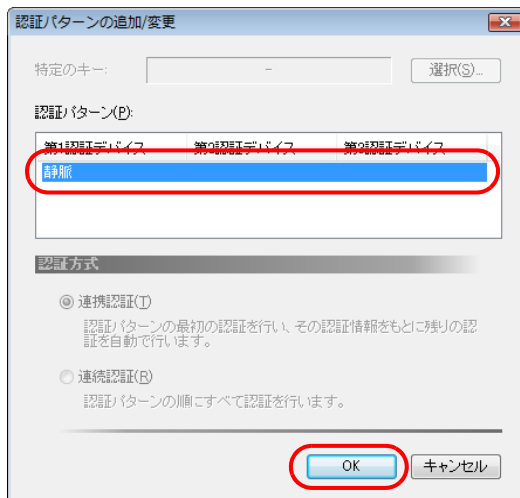 認証パターンの追加/変更
特定のキー: - 選択(S)...
認証パターン(P):
第1認証デバイス 第2認証デバイス 第3認証デバイス
静脈
認証方式
連携認証(T)
認証パターンの最初の認証を行い、その認証情報をもとに残りの認
証を自動で行います。
連続認証(R)
認証パターンの順にすべて認証を行います。
OK キャンセル